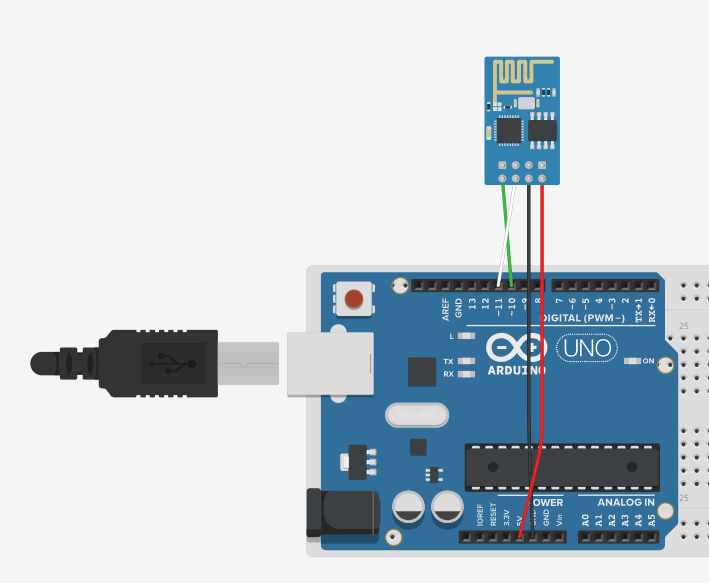 AREF
GND
13
12
~11
~10
~9
8
7
~6
~5
4
~3
2
TX→1
RX←0
DIGITAL (PWM ~)
L
TX
RX
UNO
ON
ARDUINO
25
POWER
ANALOG IN
IOREF
RESET
3.3V
5V
GND
GND
Vin
A0
A1
A2
A3
A4
A5
25